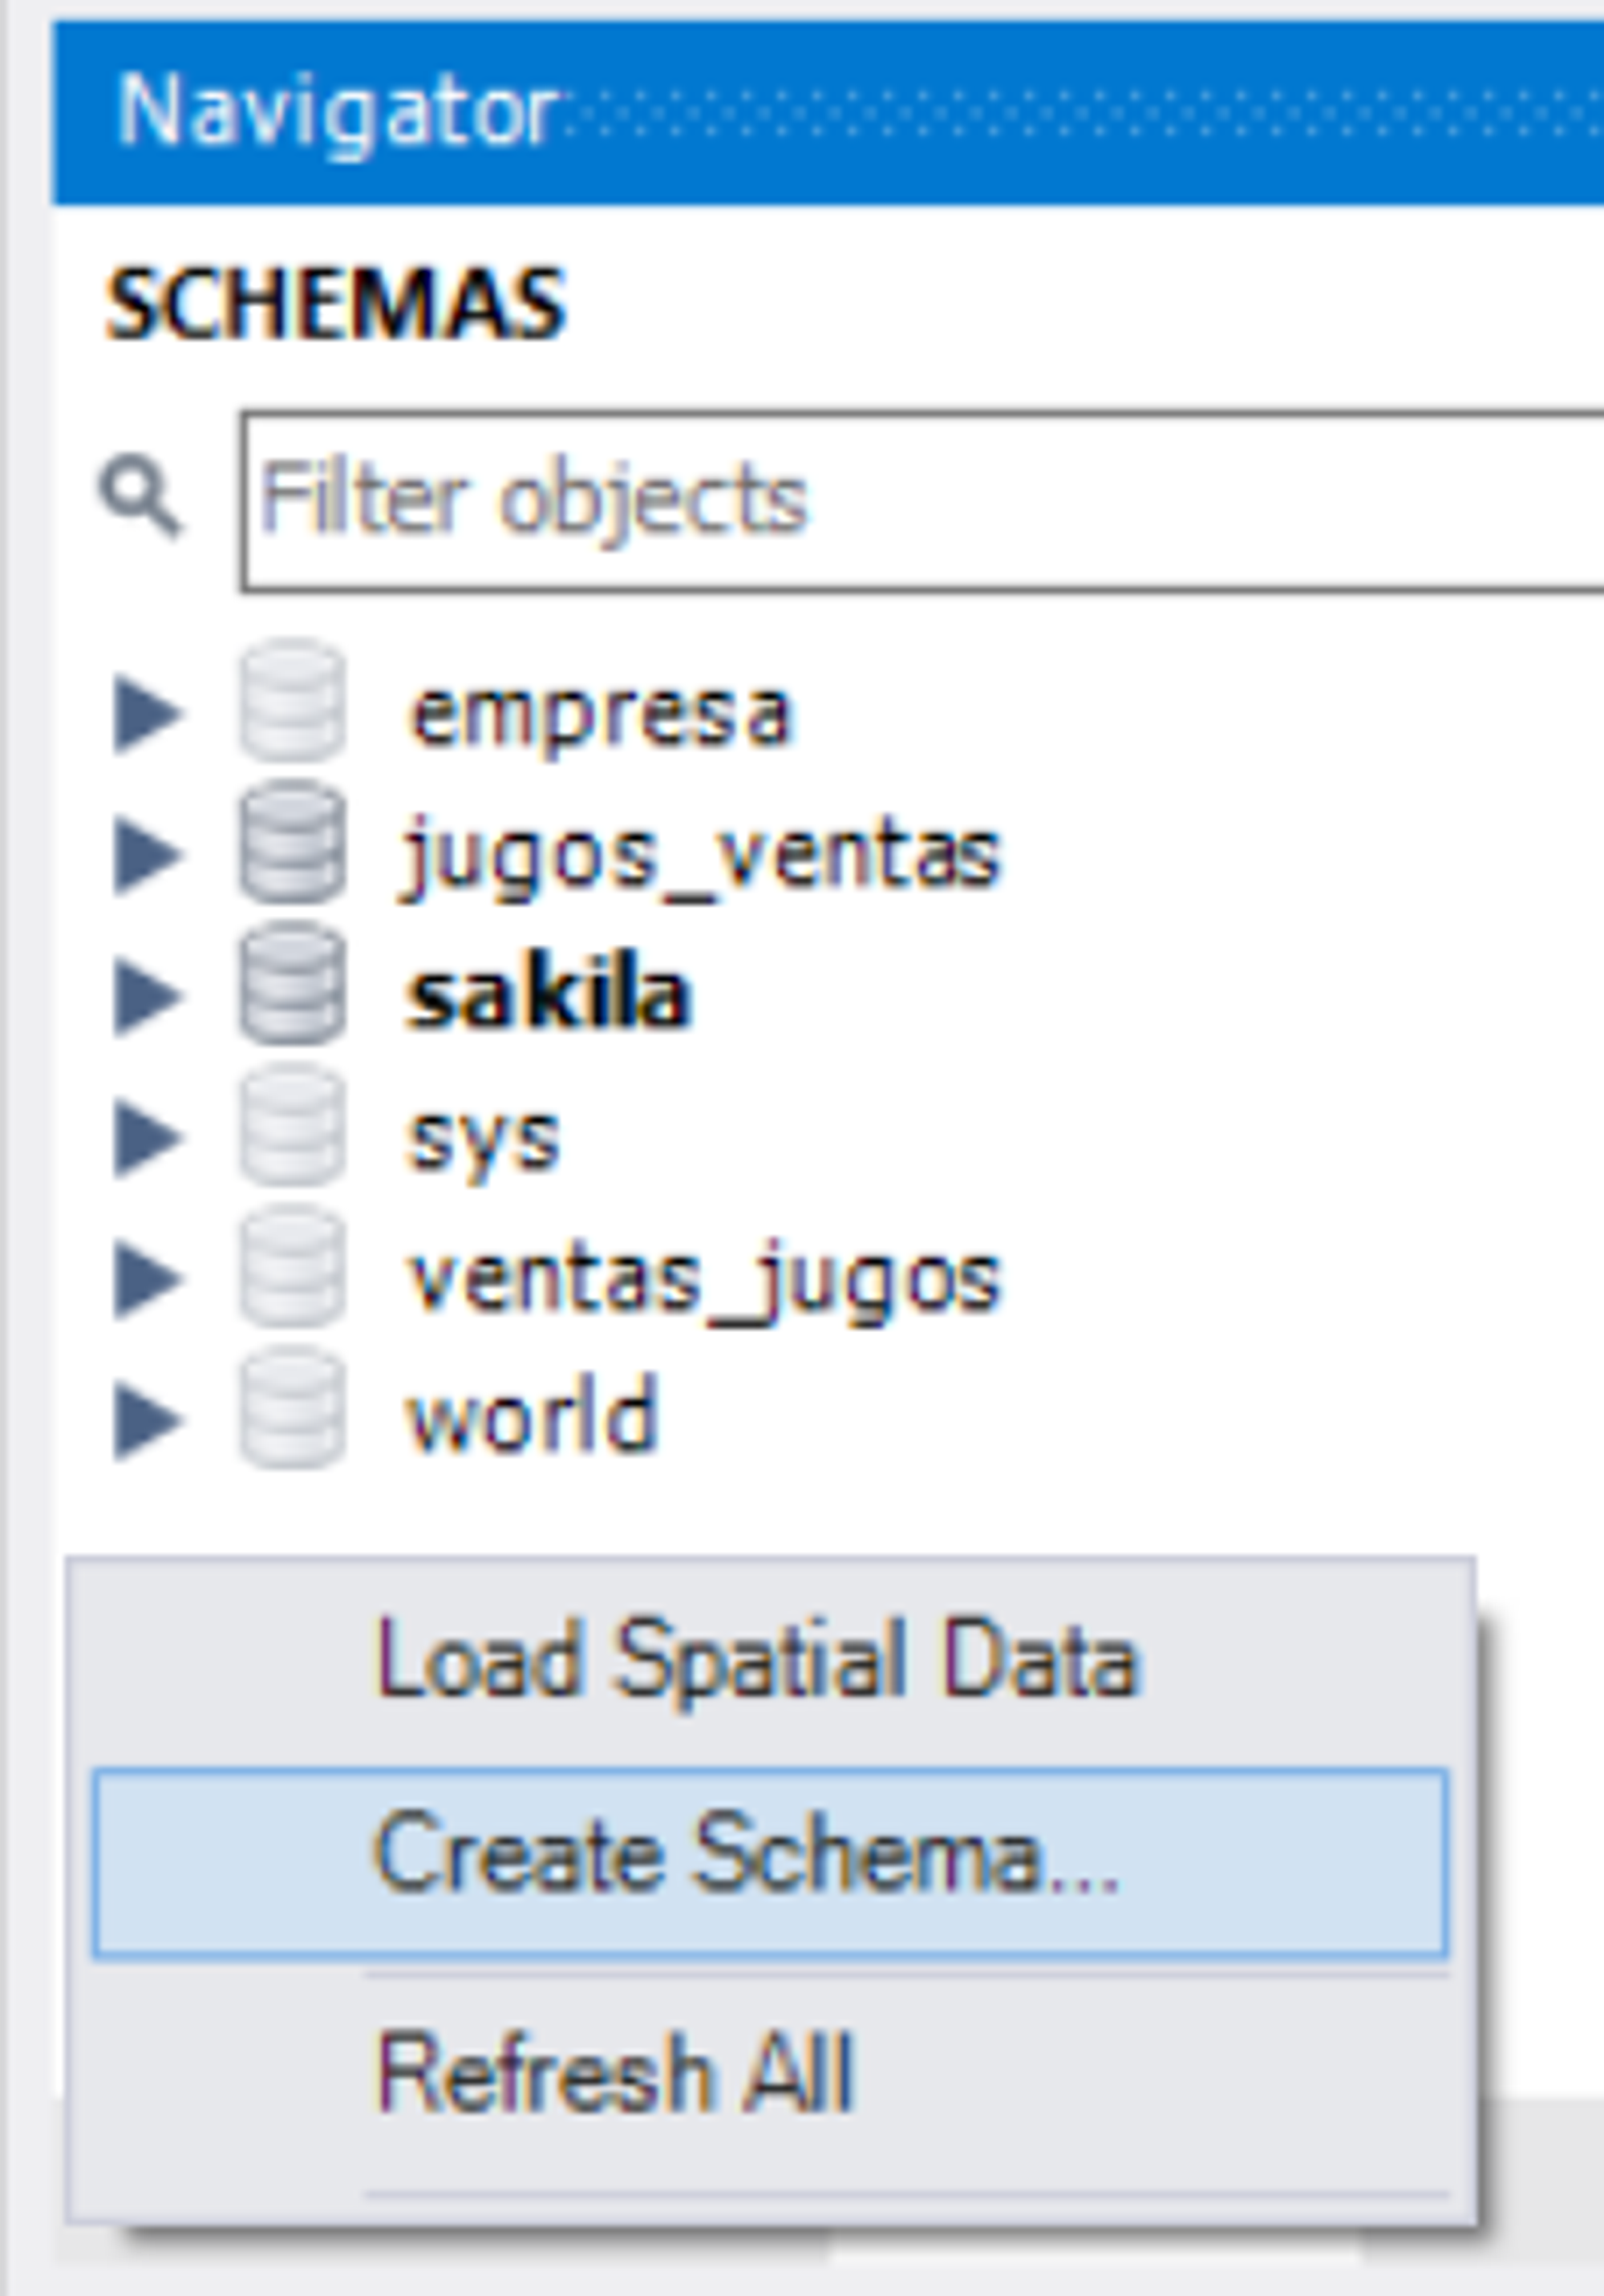 Navigator
SCHEMAS
Filter objects
empresa
jugos_ventas
sakila
sys
ventas_jugos
world
Load Spatial Data
Create Schema...
Refresh All